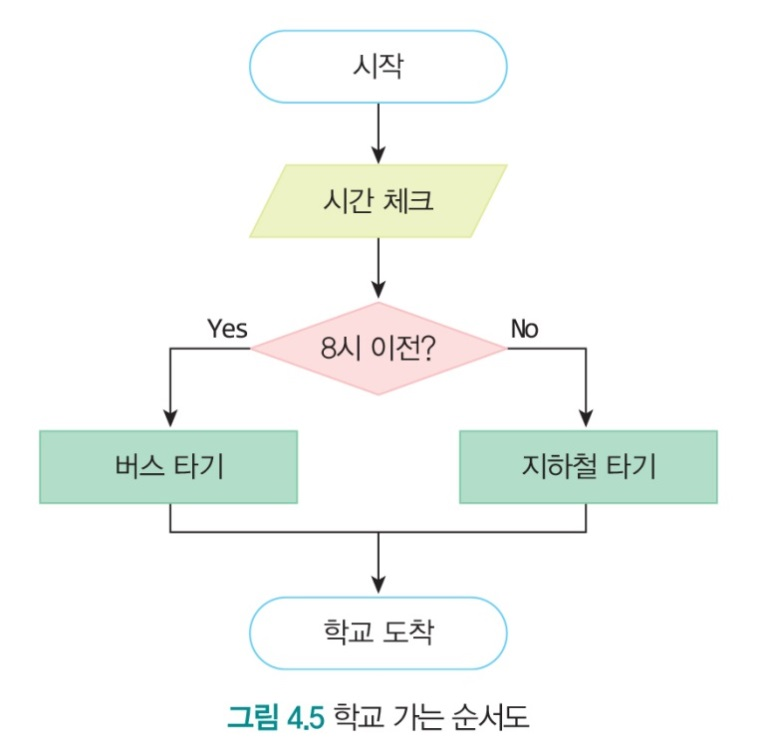 시작
시간 체크
Yes
No
8시 이전?
버스 타기
지하철 타기
학교 도착
그림 4.5 학교 가는 순서도